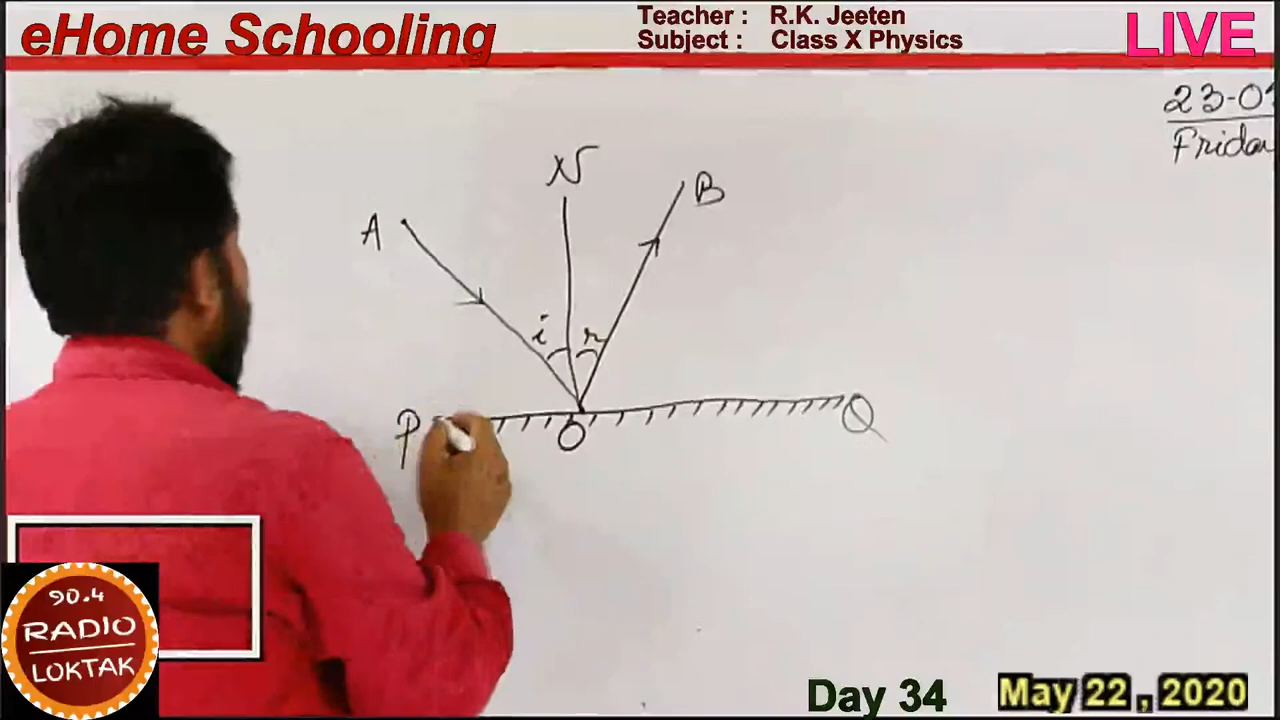 eHome Schooling
Teacher : R.K. Jeeten
Subject : Class X Physics
LIVE
23-0
Frida
N
A
B
i
r
P
O
Q
90.4
RADIO
LOKTAK
Day 34
May 22 , 2020